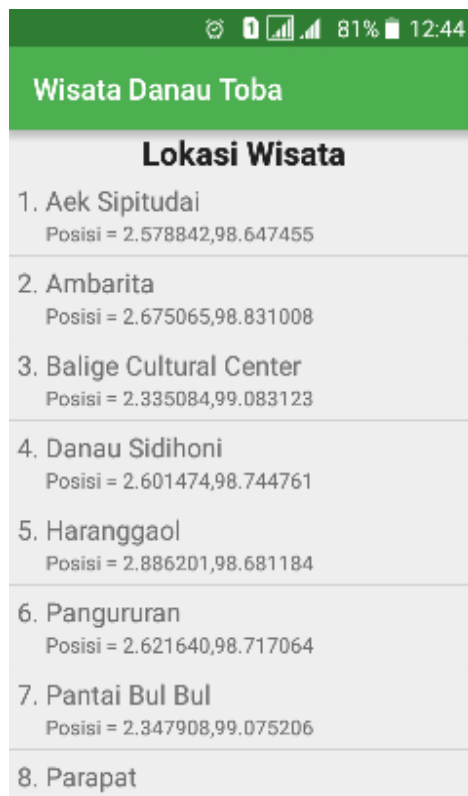 1 81% 12:44
Wisata Danau Toba
Lokasi Wisata
1. Aek Sipitudai
Posisi = 2.578842,98.647455
2. Ambarita
Posisi = 2.675065,98.831008
3. Balige Cultural Center
Posisi = 2.335084,99.083123
4. Danau Sidihoni
Posisi = 2.601474,98.744761
5. Haranggaol
Posisi = 2.886201,98.681184
6. Pangururan
Posisi = 2.621640,98.717064
7. Pantai Bul Bul
Posisi = 2.347908,99.075206
8. Parapat